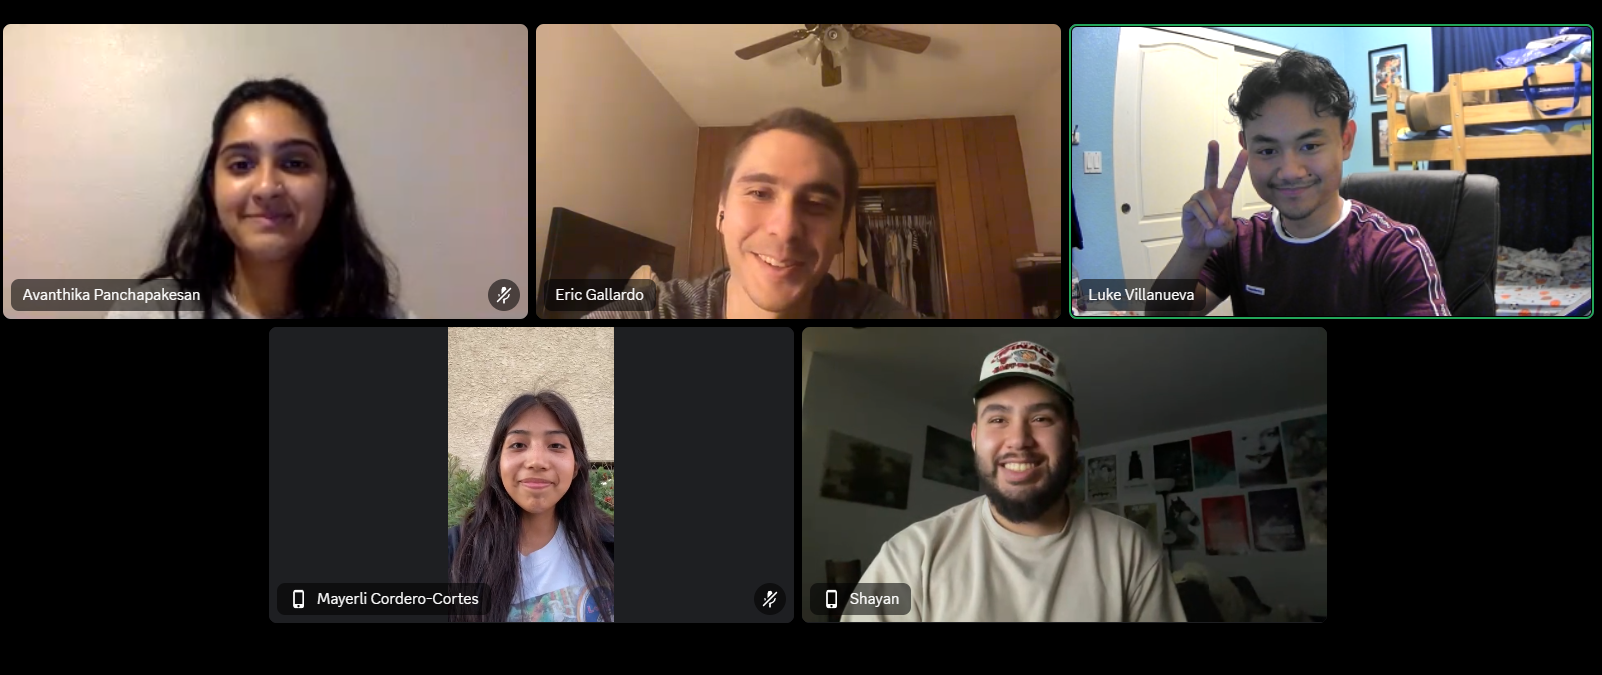 Avanthika Panchapakesan
Eric Gallardo
Luke Villanueva
Mayerli Cordero-Cortes
Shayan